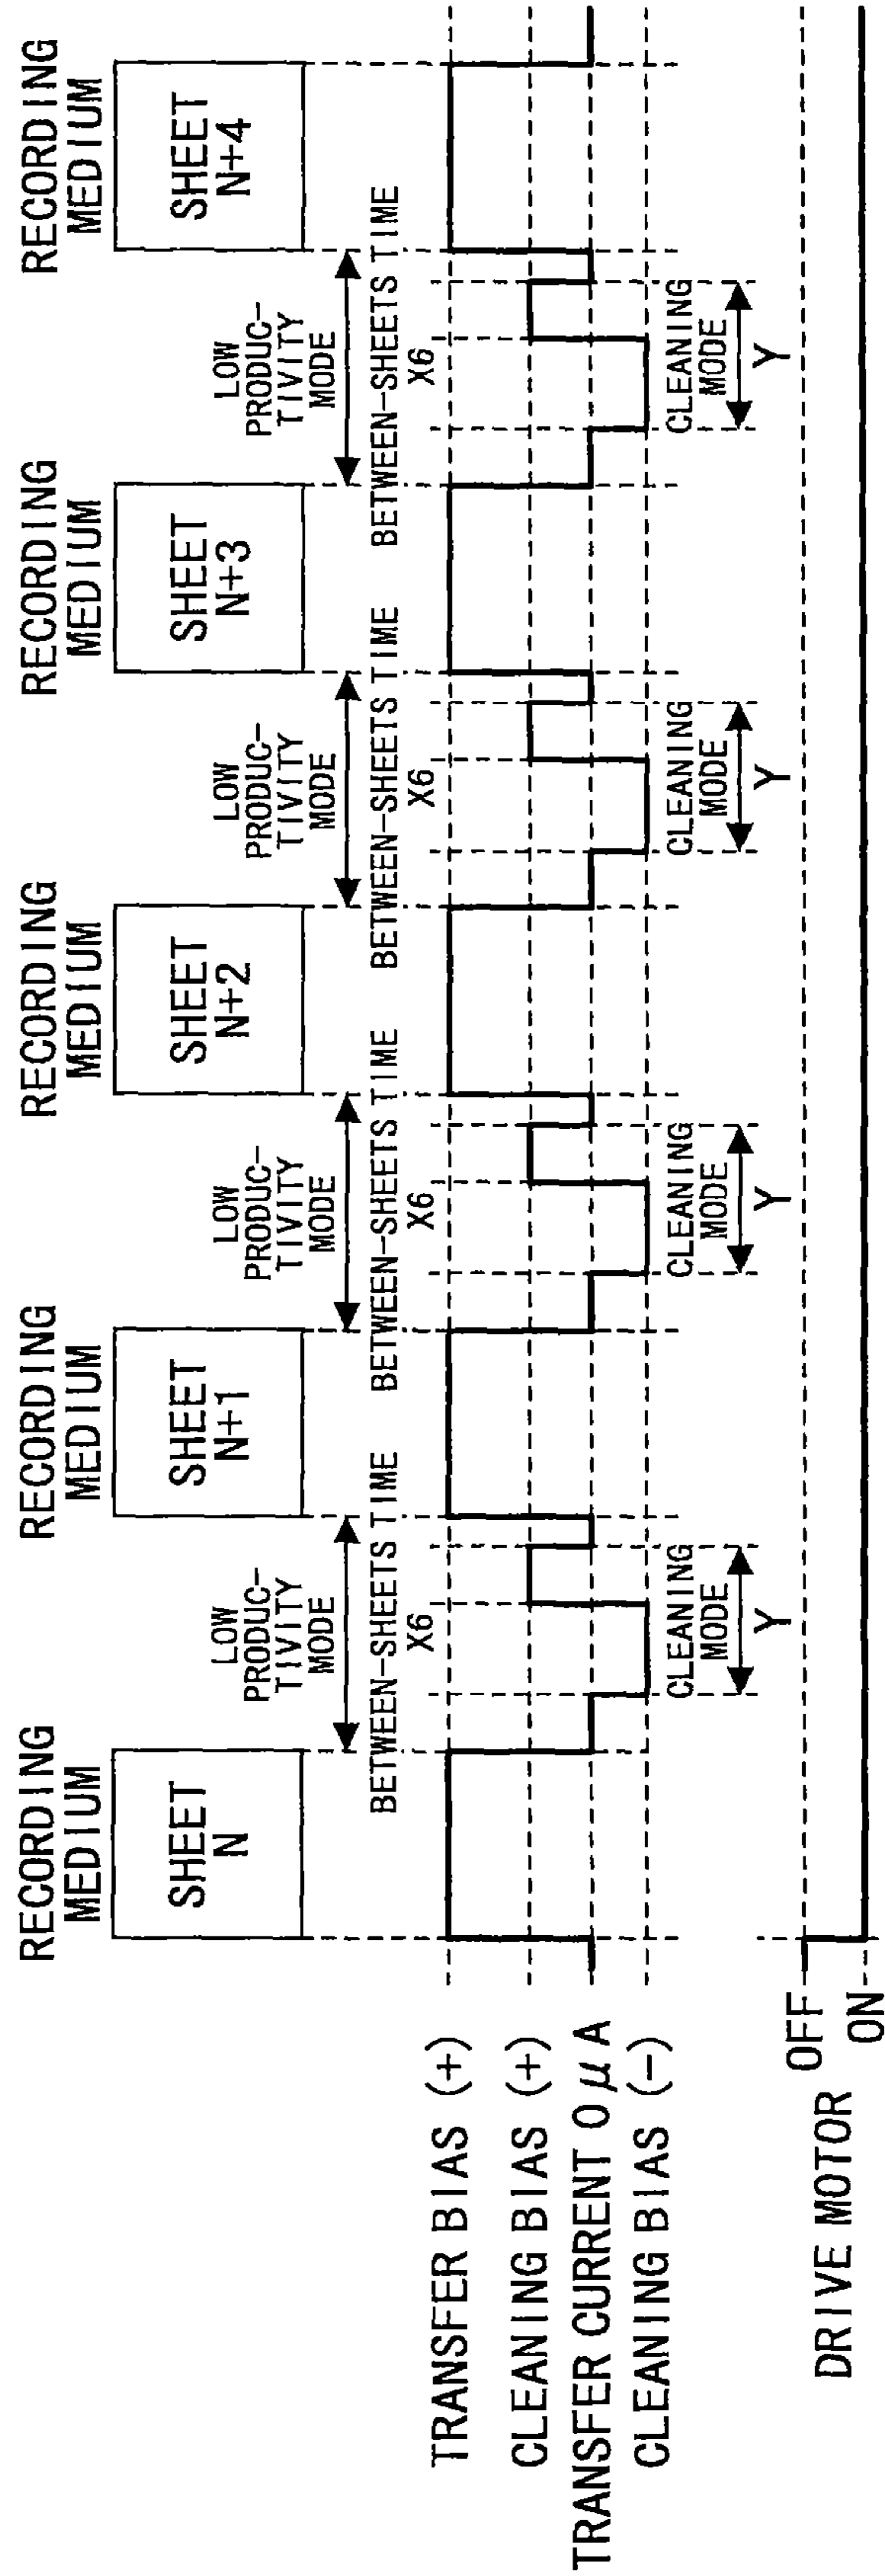 RECORDING
MEDIUM
SHEET
N
RECORDING
MEDIUM
SHEET
N+1
RECORDING
MEDIUM
SHEET
N+2
RECORDING
MEDIUM
SHEET
N+3
RECORDING
MEDIUM
SHEET
N+4
LOW
PRODUC-
TIVITY
MODE
BETWEEN-SHEETS TIME
X6
LOW
PRODUC-
TIVITY
MODE
BETWEEN-SHEETS TIME
X6
LOW
PRODUC-
TIVITY
MODE
BETWEEN-SHEETS TIME
X6
LOW
PRODUC-
TIVITY
MODE
BETWEEN-SHEETS TIME
X6
TRANSFER BIAS (+)
CLEANING BIAS (+)
TRANSFER CURRENT 0μA
CLEANING BIAS (-)
CLEANING
MODE
Y
CLEANING
MODE
Y
CLEANING
MODE
Y
CLEANING
MODE
Y
DRIVE MOTOR
OFF
ON